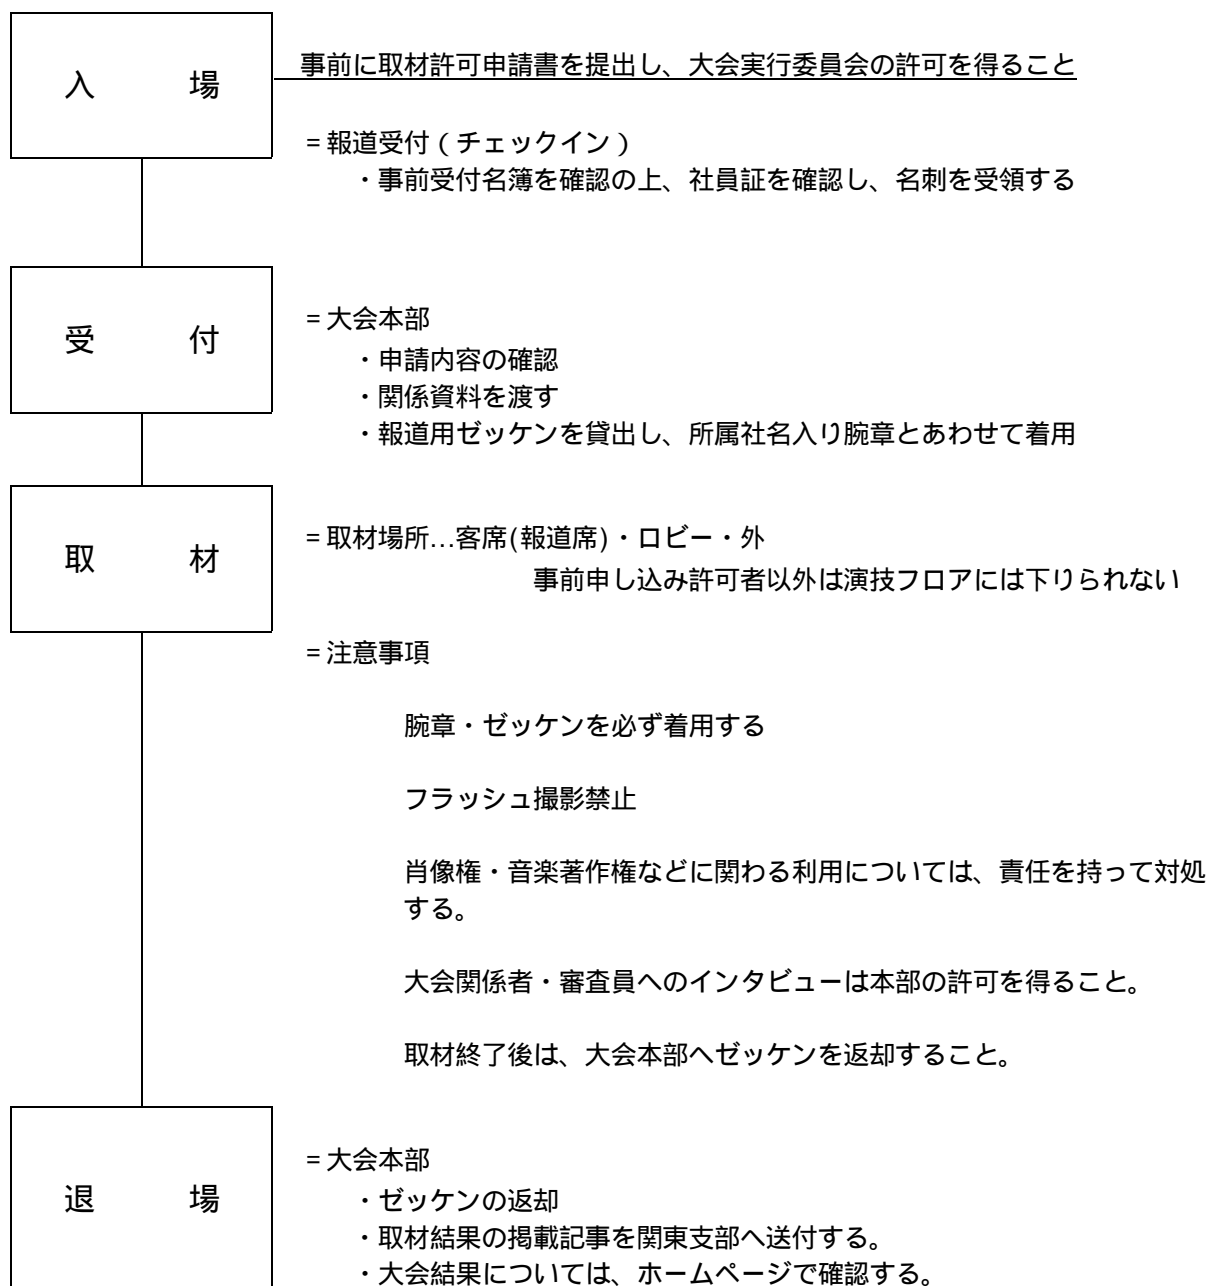 入　場
事前に取材許可申請書を提出し、大会実行委員会の許可を得ること
=報道受付(チェックイン)
・事前受付名簿を確認の上、社員証を確認し、名刺を受領する
受　付
=大会本部
・申請内容の確認
・関係資料を渡す
・報道用ゼッケンを貸出し、所属社名入り腕章とあわせて着用
取　材
=取材場所…客席(報道席)・ロビー・外
事前申し込み許可者以外は演技フロアには下りられない
=注意事項
腕章・ゼッケンを必ず着用する
フラッシュ撮影禁止
肖像権・音楽著作権などに関わる利用については、責任を持って対処
する。
大会関係者・審査員へのインタビューは本部の許可を得ること。
取材終了後は、大会本部へゼッケンを返却すること。
退　場
=大会本部
・ゼッケンの返却
・取材結果の掲載記事を関東支部へ送付する。
・大会結果については、ホームページで確認する。